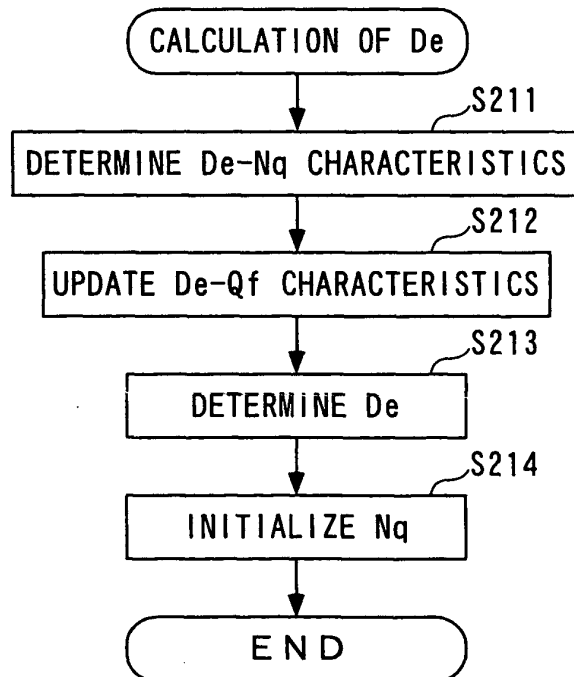 CALCULATION OF De
S211
DETERMINE De-Nq CHARACTERISTICS
S212
UPDATE De-Qf CHARACTERISTICS
S213
DETERMINE De
S214
INITIALIZE Nq
END